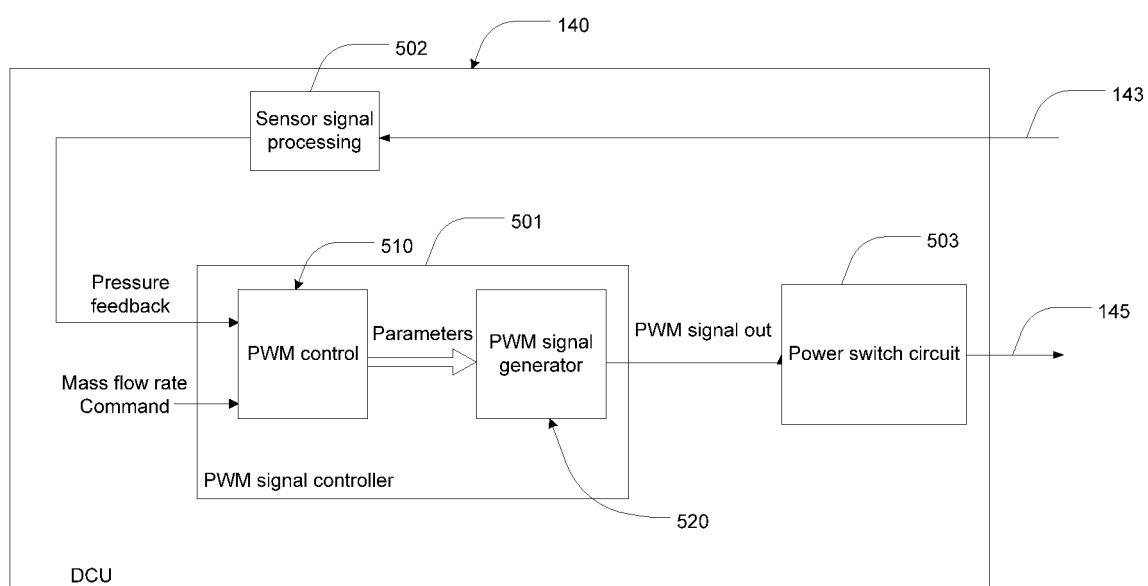 140
502
143
Sensor signal
processing
501
510
503
Pressure
feedback
145
PWM signal out
Parameters
PWM signal
generator
PWM control
Power switch circuit
Mass flow rate
Command
PWM signal controller
520
DCU